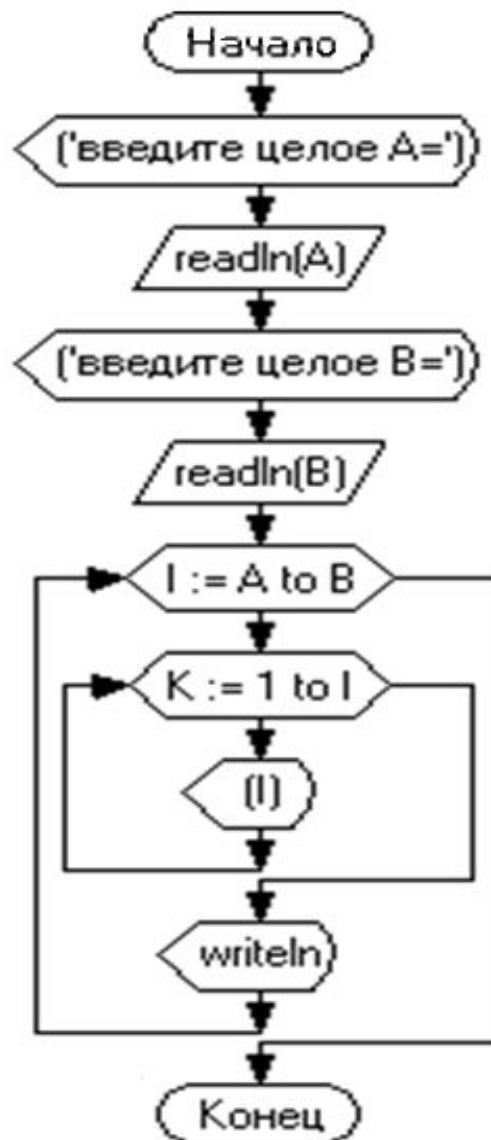 Начало
('введите целое A=')
readln(A)
('введите целое B=')
readln(B)
I := A to B
K := 1 to I
(I)
writeln
Конец